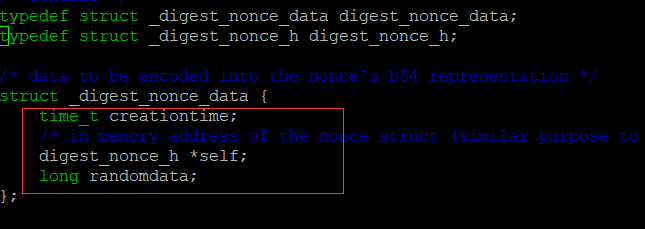 typedef struct _digest_nonce_data digest_nonce_data;
typedef struct _digest_nonce_h digest_nonce_h;
/* data to be encoded into the nonce's b64 representation */
struct _digest_nonce_data {
time_t creationtime;
/* in memory address of the nonce struct (similar purpose to
digest_nonce_h *self;
long randomdata;
};